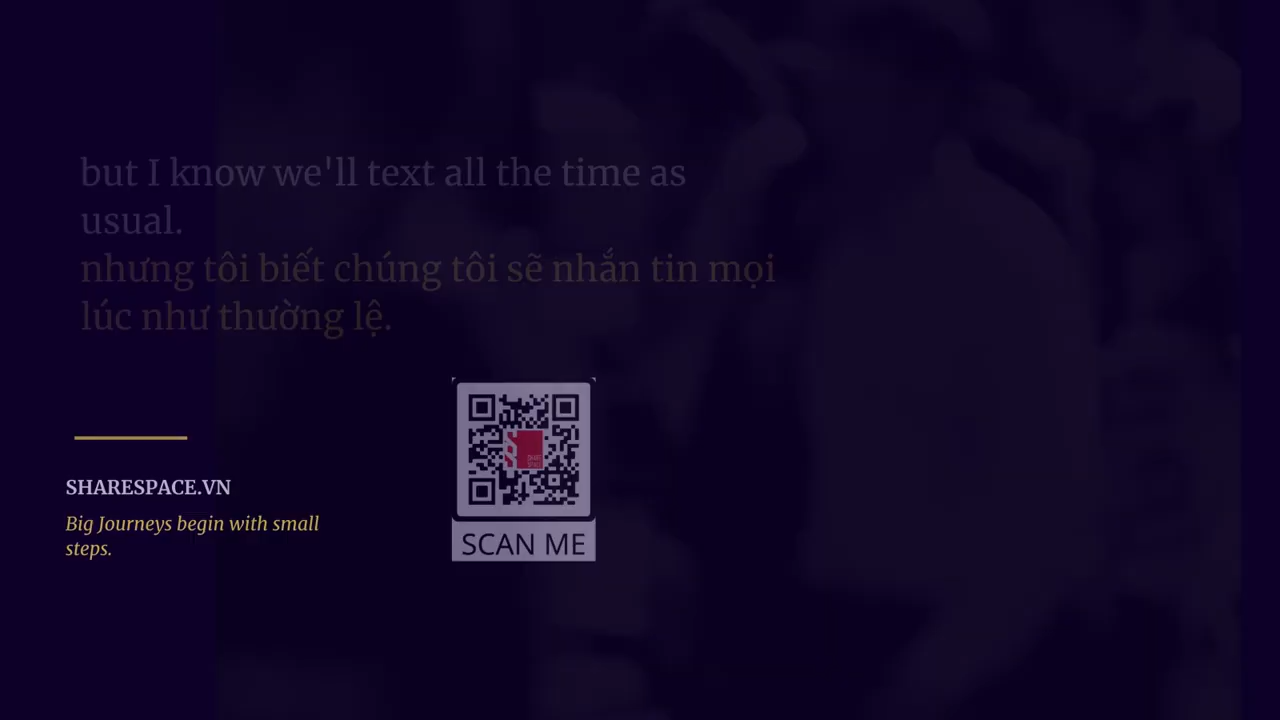 but I know we'll text all the time as
usual.
nhưng tôi biết chúng tôi sẽ nhắn tin mọi
lúc như thường lệ.
SHARESPACE.VN
Big Journeys begin with small
steps.
SCAN ME